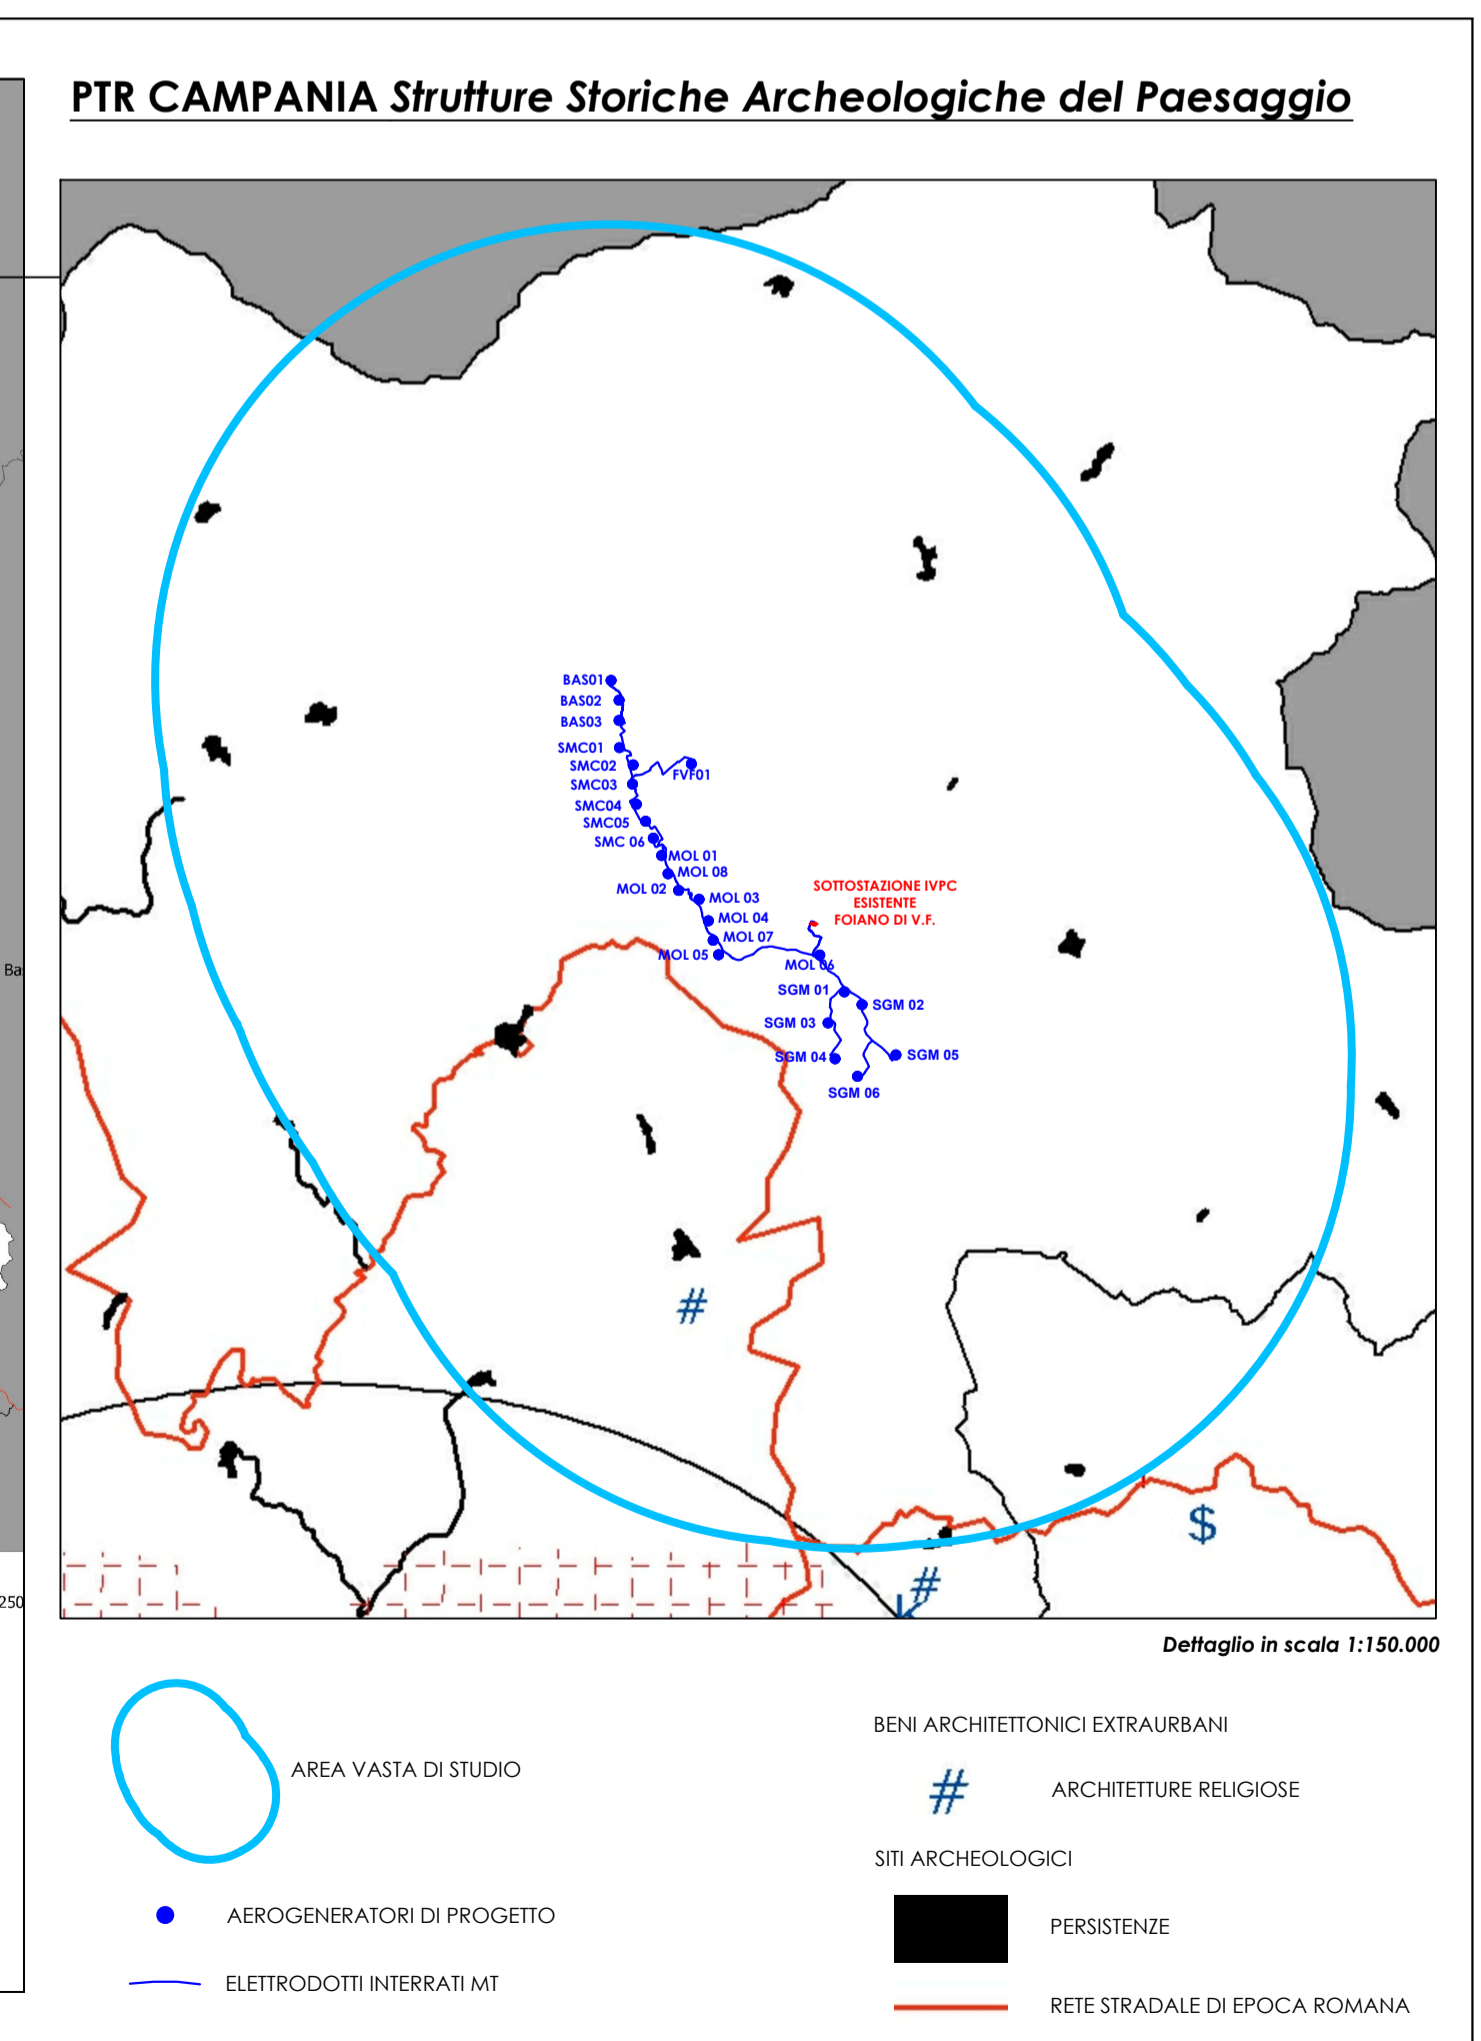 PTR CAMPANIA Strutture Storiche Archeologiche del Paesaggio
BAS01
BAS02
BAS03
SMC01
SMC02
FVF01
SMC03
SMC04
SMC05
SMC 06
MOL 01
MOL 08
MOL 02
MOL 03
MOL 04
MOL 07
MOL 05
SOTTOSTAZIONE IVPC
ESISTENTE
FOIANO DI V.F.
MOL 06
SGM 01
SGM 02
SGM 03
SGM 04
SGM 05
SGM 06
Ba
#
$
#
250
Dettaglio in scala 1:150.000
AREA VASTA DI STUDIO
AEROGENERATORI DI PROGETTO
ELETTRODOTTI INTERRATI MT
BENI ARCHITETTONICI EXTRAURBANI
# ARCHITETTURE RELIGIOSE
SITI ARCHEOLOGICI
PERSISTENZE
RETE STRADALE DI EPOCA ROMANA